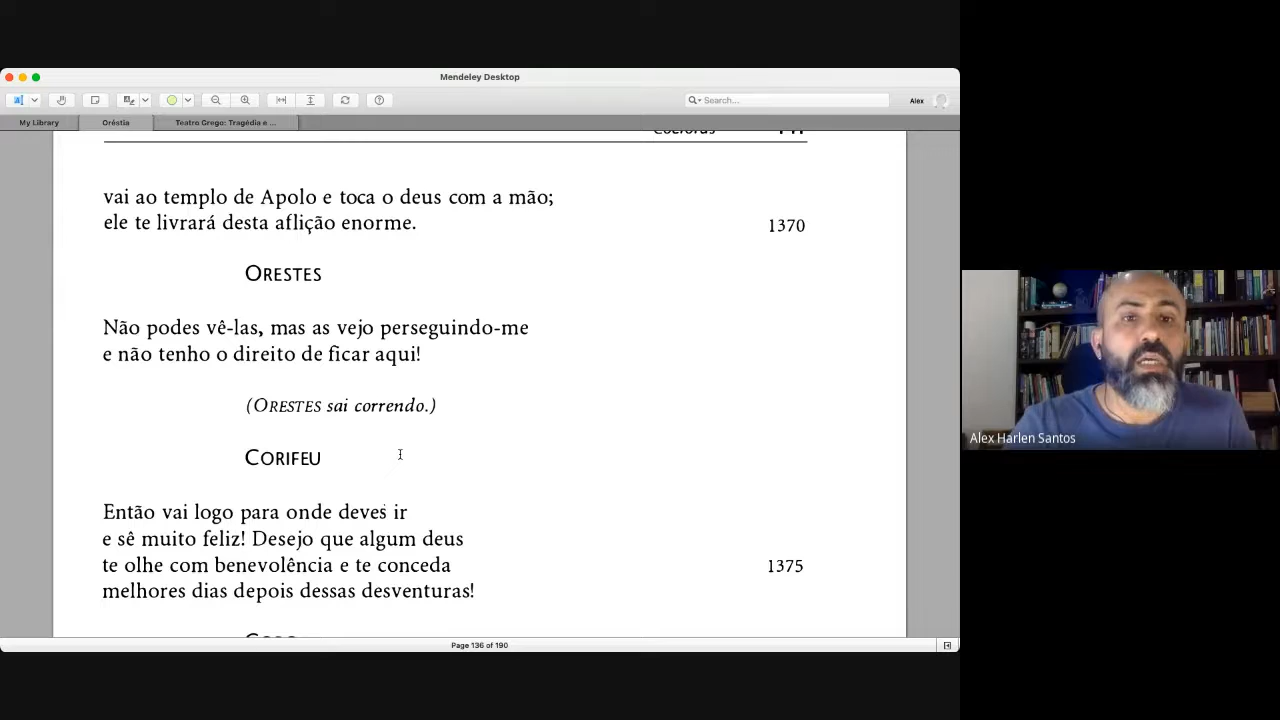 Mendeley Desktop
Search...
Alex
My Library
Oréstia
Teatro Grego: Tragédia e ...
vai ao templo de Apolo e toca o deus com a mão;
ele te livrará desta aflição enorme.
1370
ORESTES
Não podes vê-las, mas as vejo perseguindo-me
e não tenho o direito de ficar aqui!
(ORESTES sai correndo.)
CORIFEU
Então vai logo para onde deves ir
e sê muito feliz! Desejo que algum deus
te olhe com benevolência e te conceda
1375
melhores dias depois dessas desventuras!
Page 136 of 190
Alex Harlen Santos